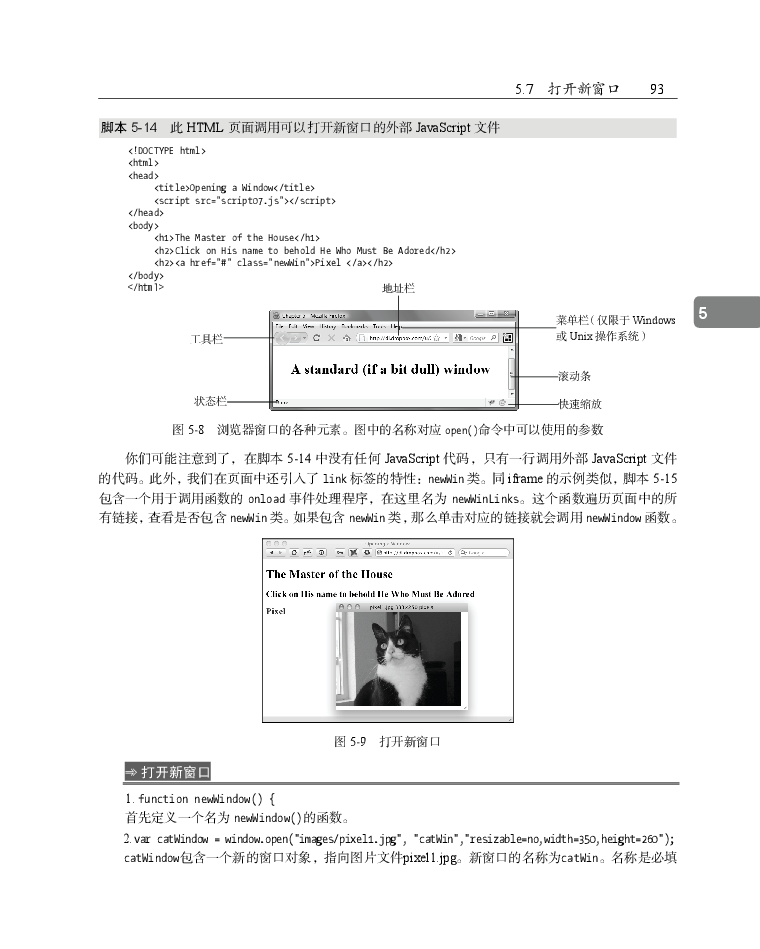 5.7 打开新窗口 93
脚本 5-14 此 HTML 页面调用可以打开新窗口的外部 JavaScript 文件
<!DOCTYPE html>
<html>
<head>
<title>Opening a Window</title>
<script src="script07.js"></script>
</head>
<body>
<h1>The Master of the House</h1>
<h2>Click on His name to behold He Who Must Be Adored</h2>
<h2><a href="#" class="newWin">Pixel </a></h2>
</body>
</html>
地址栏
5
Mozilla Firefox
File Edit View History Bookmarks Tools Help
菜单栏(仅限于 Windows
或 Unix 操作系统)
工具栏
Google
A standard (if a bit dull) window
滚动条
状态栏
Done
快速缩放
图 5-8 浏览器窗口的各种元素。图中的名称对应 open()命令中可以使用的参数
你们可能注意到了,在脚本 5-14 中没有任何 JavaScript 代码,只有一行调用外部 JavaScript 文件
的代码。此外,我们在页面中还引入了 link 标签的特性:newWin 类。同 iframe 的示例类似,脚本 5-15
包含一个用于调用函数的 onload 事件处理程序,在这里名为 newWinLinks。这个函数遍历页面中的所
有链接,查看是否包含 newWin 类。如果包含 newWin 类,那么单击对应的链接就会调用 newWindow 函数。
Opening a Window
The Master of the House
Click on His name to behold He Who Must Be Adored
Pixel
图 5-9 打开新窗口
打开新窗口
1. function newWindow() {
首先定义一个名为 newWindow()的函数。
2. var catWindow = window.open("images/pixel1.jpg", "catWin","resizable=no,width=350,height=260");
catWindow包含一个新的窗口对象,指向图片文件pixel1.jpg。新窗口的名称为catWin。名称是必填